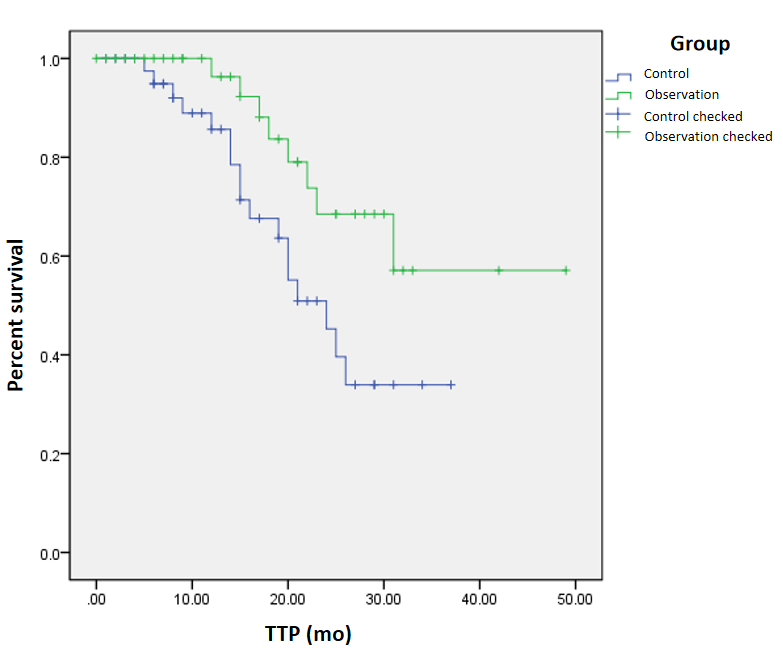 Group
Control
Observation
Control checked
Observation checked
Percent survival
1.0
0.8
0.6
0.4
0.2
0.0
.00 10.00 20.00 30.00 40.00 50.00
TTP (mo)